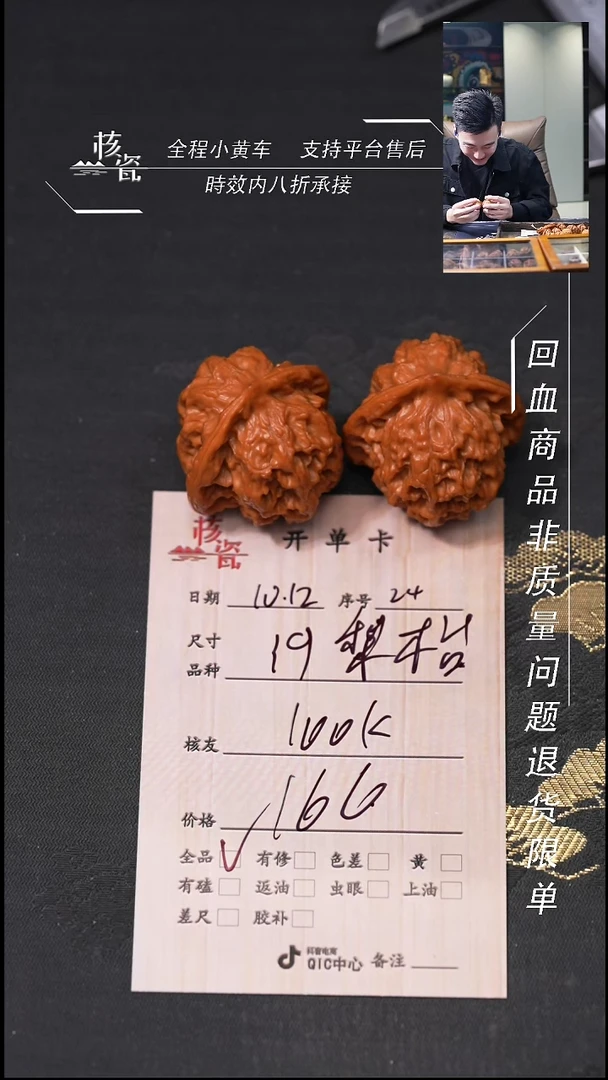 核瓷
全程小黄车 支持平台售后
時效内八折承接
回血商品非质量问题退货限单
核瓷
开单卡
日期 10.12 序号 24
尺寸
品种 19
核友 100K
价格 166
全品 有修 色差 黄
有磕 返油 虫眼 上油
差尺 胶补
抖音电商
QIC中心 备注